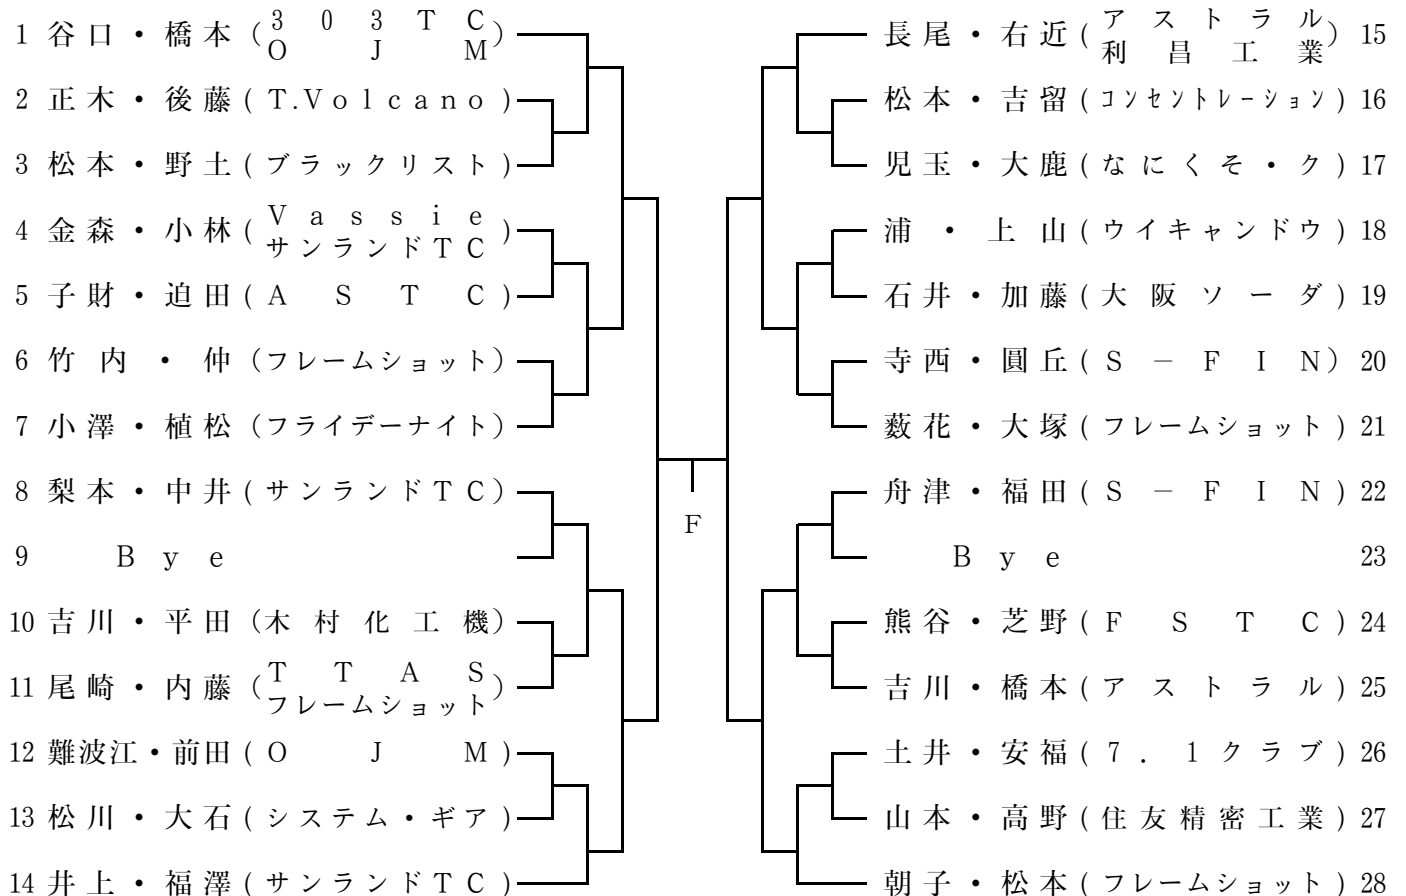 1 谷口・橋本(303TC OJM)
2 正木・後藤(T.Volcano)
3 松本・野土(ブラックリスト)
4 金森・小林(Vassie サンランドTC)
5 子財・迫田(ASTC)
6 竹内・仲(フレームショット)
7 小澤・植松(フライデーナイト)
8 梨本・中井(サンランドTC)
9 Bye
10 吉川・平田(木村化工機)
11 尾崎・内藤(TTAS フレームショット)
12 難波江・前田(OJM)
13 松川・大石(システム・ギア)
14 井上・福澤(サンランドTC)
F
長尾・右近(アストラル 利昌工業) 15
松本・吉留(コンセントレーション) 16
児玉・大鹿(なにくそ・ク) 17
浦・上山(ウイキャンドウ) 18
石井・加藤(大阪ソーダ) 19
寺西・圓丘(S-FIN) 20
薮花・大塚(フレームショット) 21
舟津・福田(S-FIN) 22
Bye 23
熊谷・芝野(FSTC) 24
吉川・橋本(アストラル) 25
土井・安福(7.1クラブ) 26
山本・高野(住友精密工業) 27
朝子・松本(フレームショット) 28